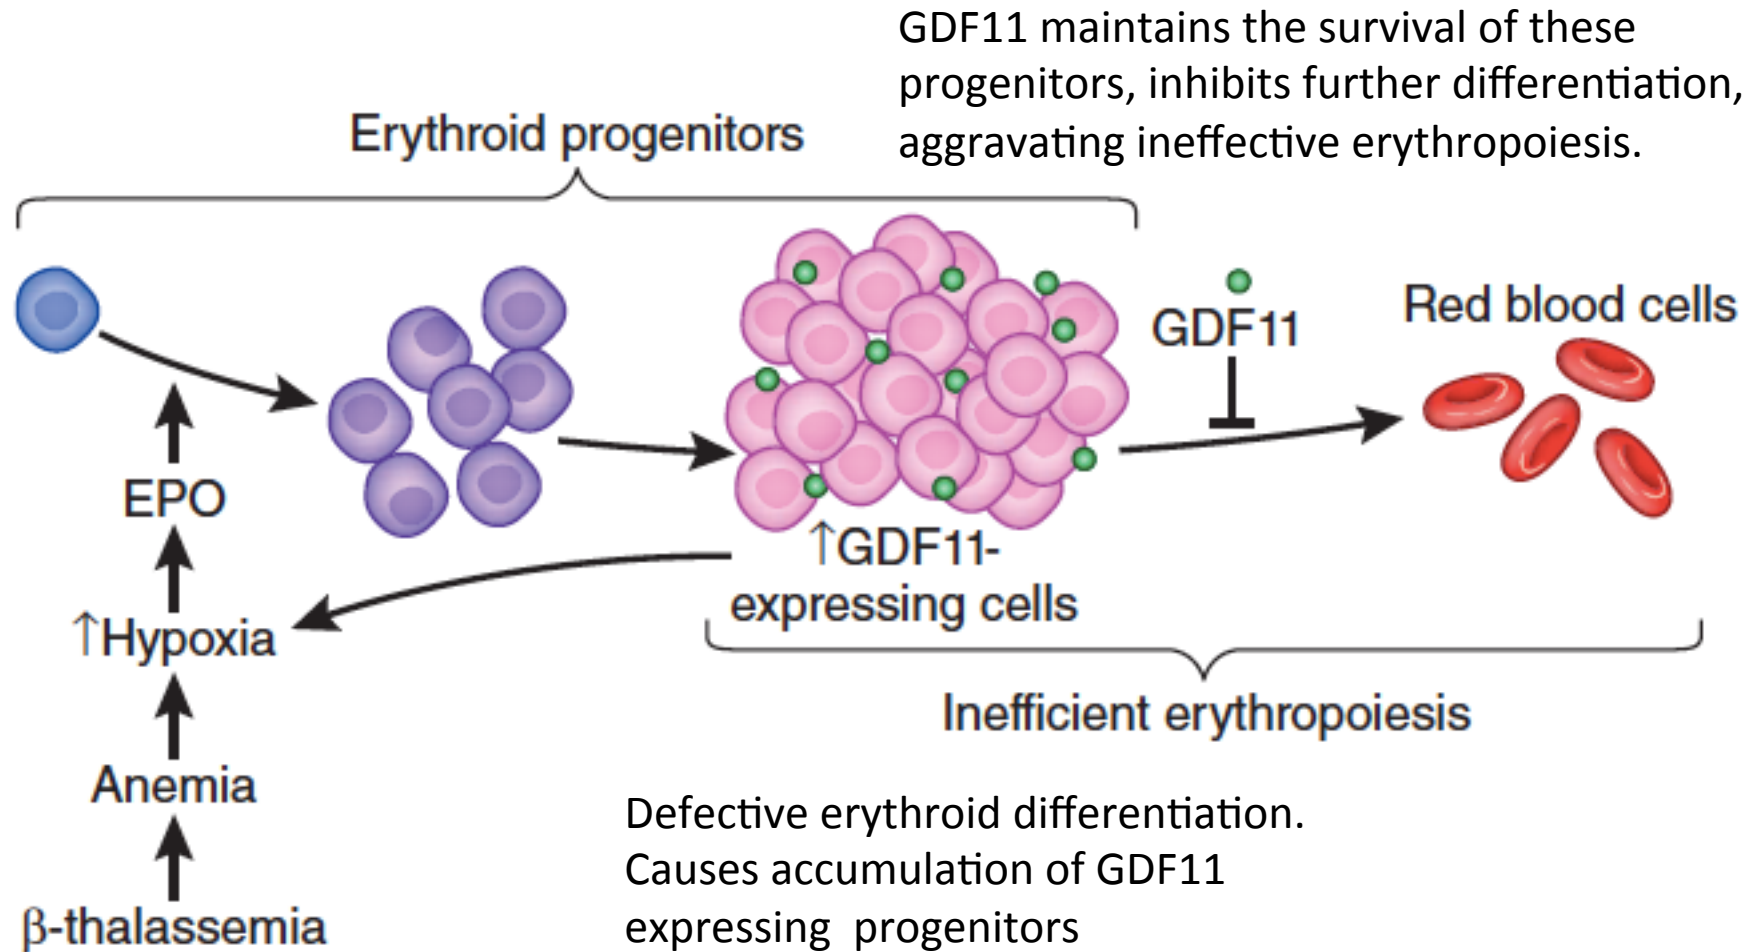 GDF11 maintains the survival of these
progenitors, inhibits further differentiation,
aggravating ineffective erythropoiesis.
Erythroid progenitors
GDF11
Red blood cells
EPO
↑GDF11-
expressing cells
↑Hypoxia
Inefficient erythropoiesis
Anemia
Defective erythroid differentiation.
Causes accumulation of GDF11
expressing progenitors
β-thalassemia